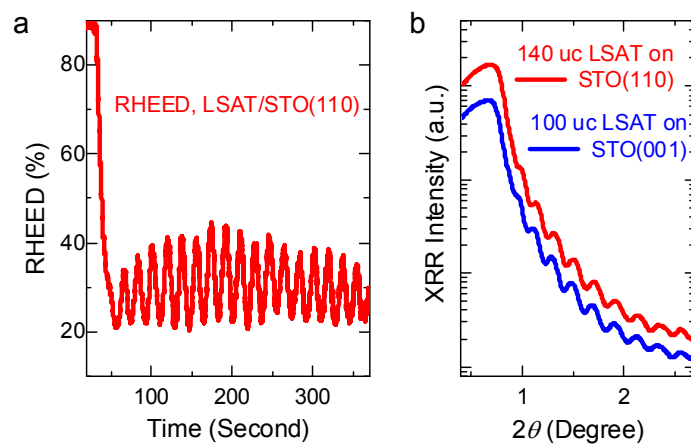 a
80
60
40
20
RHEED (%)
RHEED, LSAT/STO(110)
100
200
300
Time (Second)
b
XRR Intensity (a.u.)
140 uc LSAT on
STO(110)
100 uc LSAT on
STO(001)
1
2
2θ (Degree)